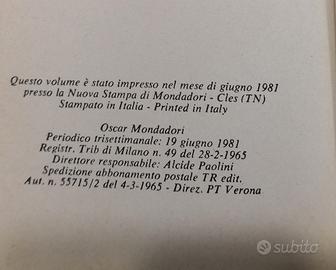 Questo volume è stato impresso nel mese di giugno 1981
presso la Nuova Stampa di Mondadori - Cles (TN)
Stampato in Italia - Printed in Italy
Oscar Mondadori
Periodico trisettimanale: 19 giugno 1981
Registr. Trib di Milano n. 49 del 28-2-1965
Direttore responsabile: Alcide Paolini
Spedizione abbonamento postale TR edit.
Aut. n. 55715/2 del 4-3-1965 - Direz. PT Verona
subito